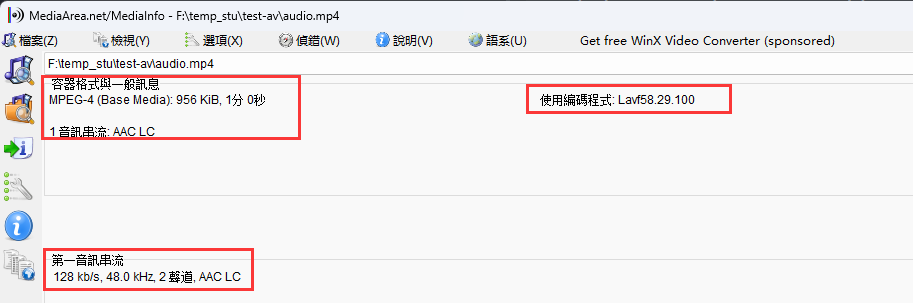 MediaArea.net/MediaInfo - F:\temp_stu\test-av\audio.mp4
檔案(Z) 檢視(Y) 選項(X) 偵錯(W) 說明(V) 語系(U) Get free WinX Video Converter (sponsored)
F:\temp_stu\test-av\audio.mp4
容器格式與一般訊息
MPEG-4 (Base Media): 956 KiB, 1分 0秒
使用編碼程式: Lavf58.29.100
1 音訊串流: AAC LC
第一音訊串流
128 kb/s, 48.0 kHz, 2 聲道, AAC LC